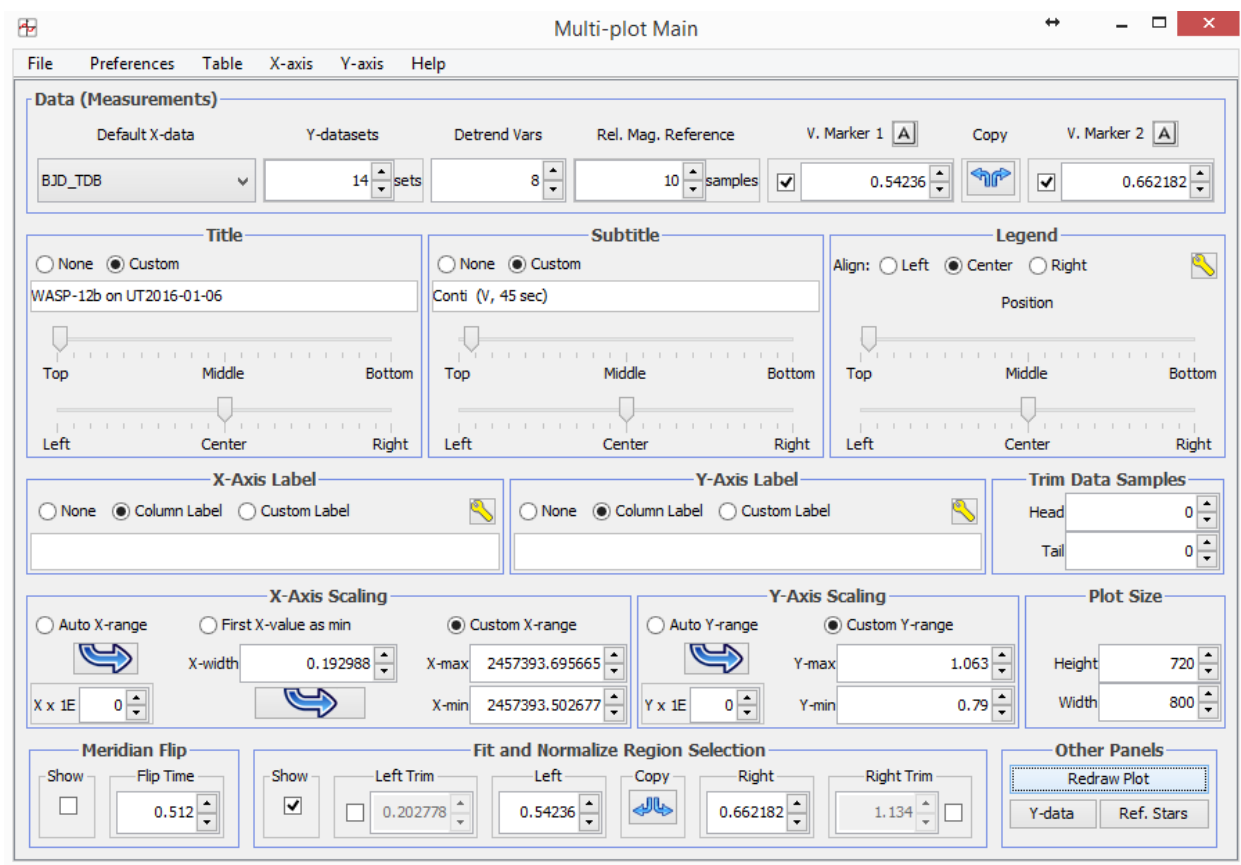 Multi-plot Main
File Preferences Table X-axis Y-axis Help
Data (Measurements)
Default X-data Y-datasets Detrend Vars Rel. Mag. Reference V. Marker 1 A Copy V. Marker 2 A
BJD_TDB 14 sets 8 10 samples 0.54236 0.662182
Title Subtitle Legend
None Custom None Custom Align: Left Center Right
WASP-12b on UT2016-01-06 Conti (V, 45 sec)
Position
Top Middle Bottom Top Middle Bottom Top Middle Bottom
Left Center Right Left Center Right Left Center Right
X-Axis Label Y-Axis Label Trim Data Samples
None Column Label Custom Label None Column Label Custom Label Head 0
Tail 0
X-Axis Scaling Y-Axis Scaling Plot Size
Auto X-range First X-value as min Custom X-range Auto Y-range Custom Y-range
X-width 0.192988 X-max 2457393.695665 Y-max 1.063 Height 720
X x 1E 0 X-min 2457393.502677 Y x 1E 0 Y-min 0.79 Width 800
Meridian Flip Fit and Normalize Region Selection Other Panels
Show Flip Time Show Left Trim Left Copy Right Right Trim Redraw Plot
0.512 0.202778 0.54236 0.662182 1.134 Y-data Ref. Stars